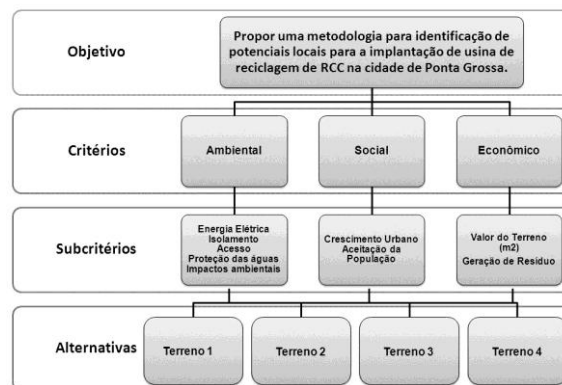 Objetivo
Propor uma metodologia para identificação de
potenciais locais para a implantação de usina de
reciclagem de RCC na cidade de Ponta Grossa.
Critérios
Ambiental
Social
Econômico
Subcritérios
Energia Elétrica
Isolamento
Acesso
Proteção das águas
Impactos ambientais
Crescimento Urbano
Aceitação da
População
Valor do Terreno
(m2)
Geração de Resíduo
Alternativas
Terreno 1
Terreno 2
Terreno 3
Terreno 4